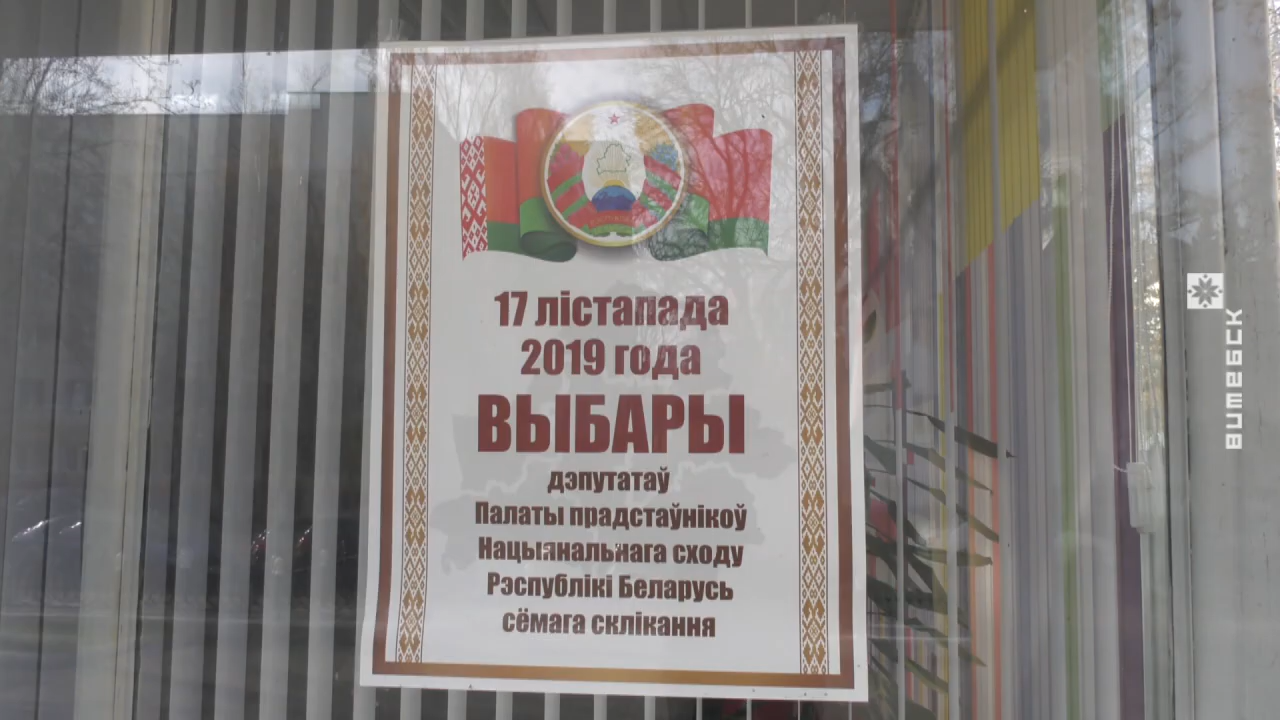 17 лістапада
2019 года
ВЫБАРЫ
дэпутатаў
Палаты прадстаўнікоў
Нацыянальнага сходу
Рэспублікі Беларусь
сёмага склікання
витебск